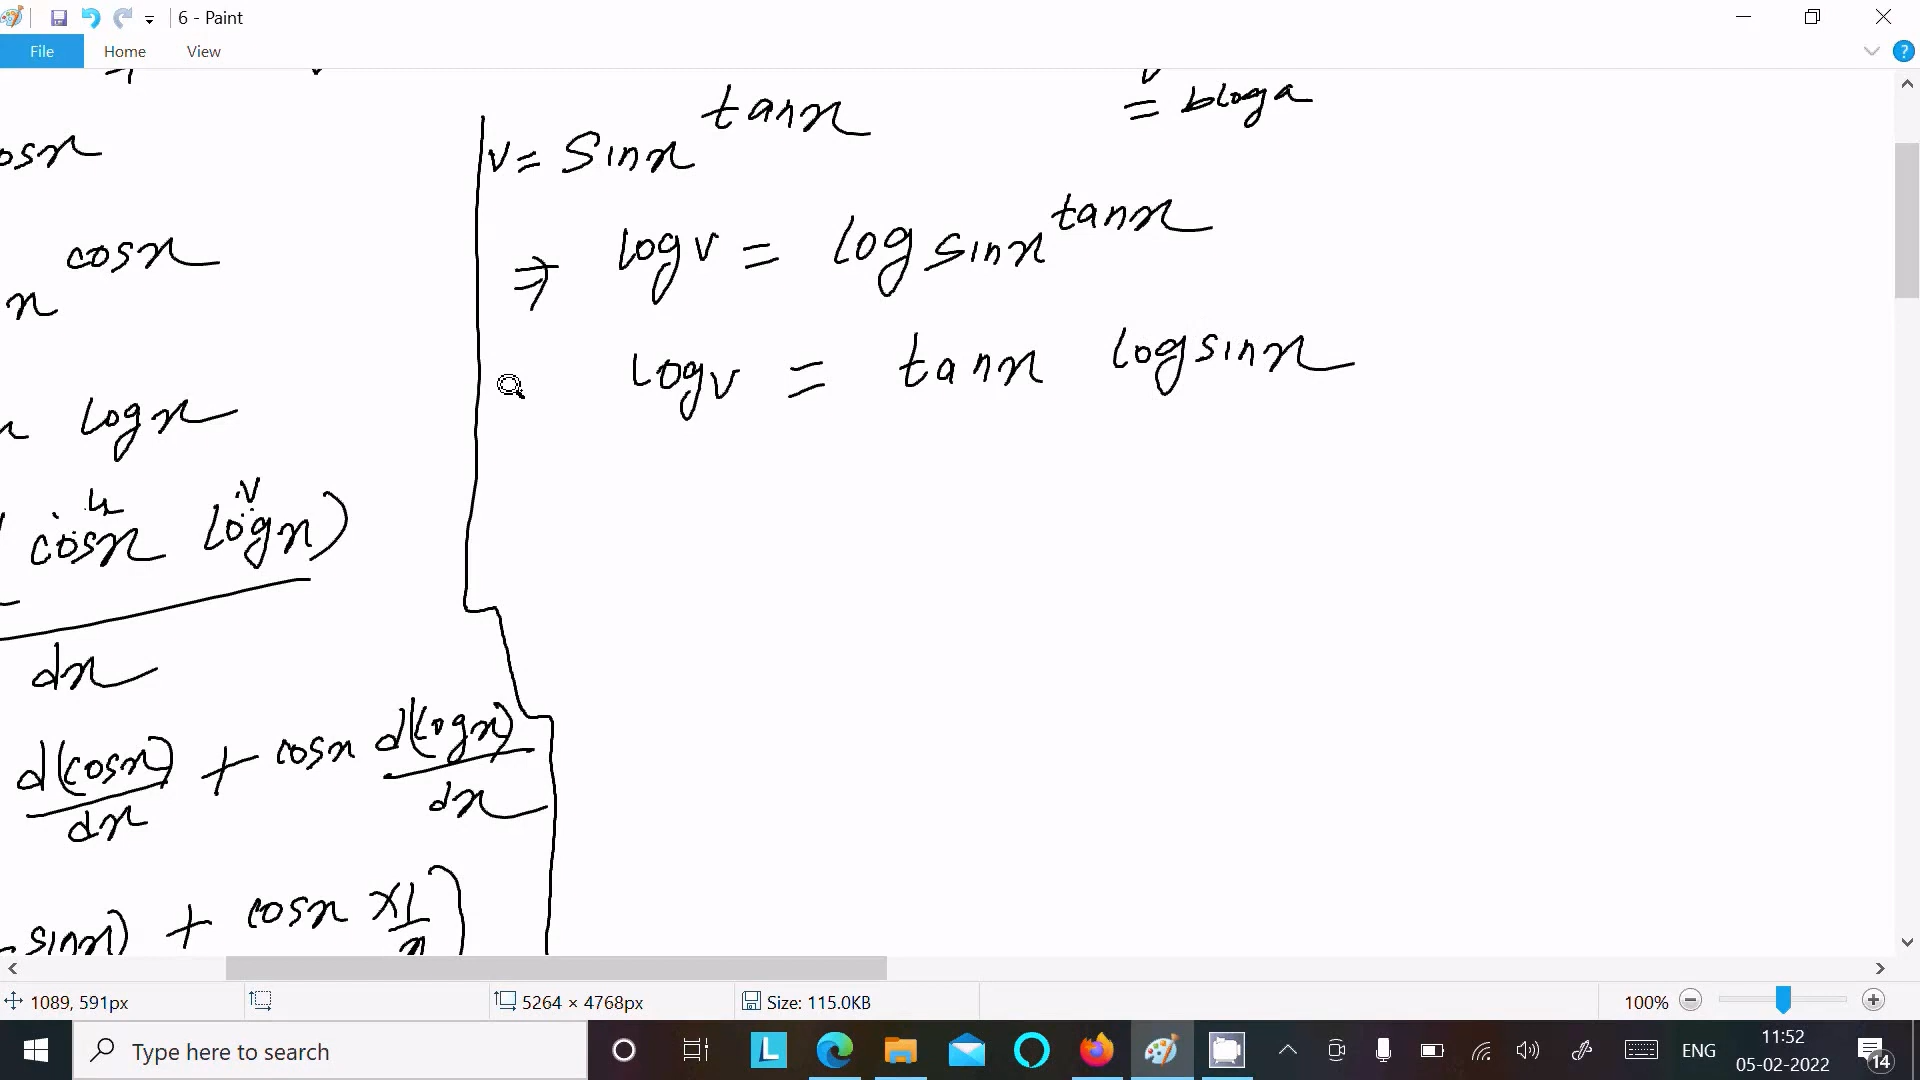 6 - Paint
File Home View
= b log a
v = sinx^tanx
cosx
⇒ log v = log sinx^tanx
x
log v = tanx log sinx
logx
u v
cosx logx)
dx
d(cosx) + cosx d(logx)
dx dx
sinx) + cosx × 1
x
1089, 591px 5264 × 4768px Size: 115.0KB 100%
Type here to search
ENG
11:52
05-02-2022
14